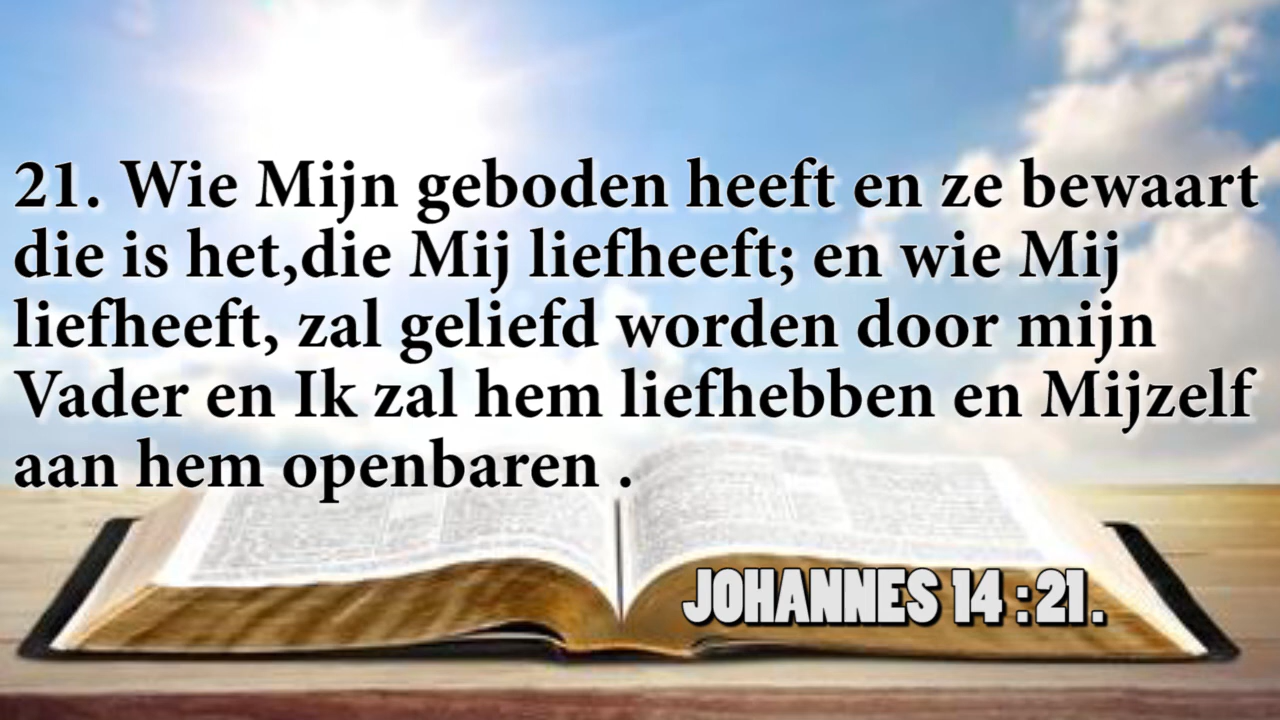 21. Wie Mijn geboden heeft en ze bewaart
die is het,die Mij liefheeft; en wie Mij
liefheeft, zal geliefd worden door mijn
Vader en Ik zal hem liefhebben en Mijzelf
aan hem openbaren .
JOHANNES 14 :21.